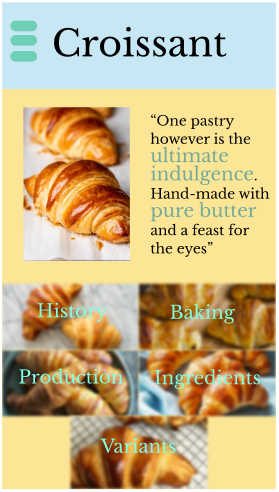 Croissant
“One pastry
however is the
ultimate
indulgence.
Hand-made with
pure butter
and a feast for
the eyes”
History
Baking
Production
Ingredients
Variants